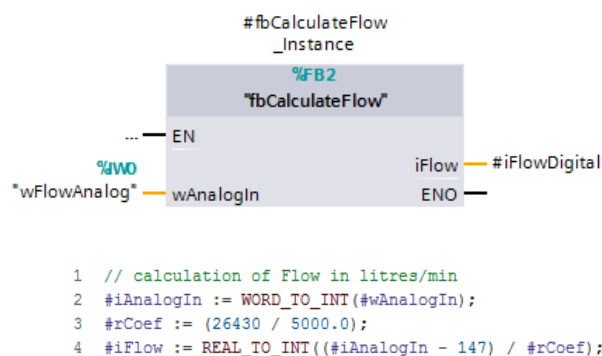 #fbCalculateFlow
_Instance
%FB2
"fbCalculateFlow"
... EN
%IW0
iFlow #iFlowDigital
"wFlowAnalog" wAnalogIn ENO
1 // calculation of Flow in litres/min
2 #iAnalogIn := WORD_TO_INT(#wAnalogIn);
3 #rCoef := (26430 / 5000.0);
4 #iFlow := REAL_TO_INT((#iAnalogIn - 147) / #rCoef);